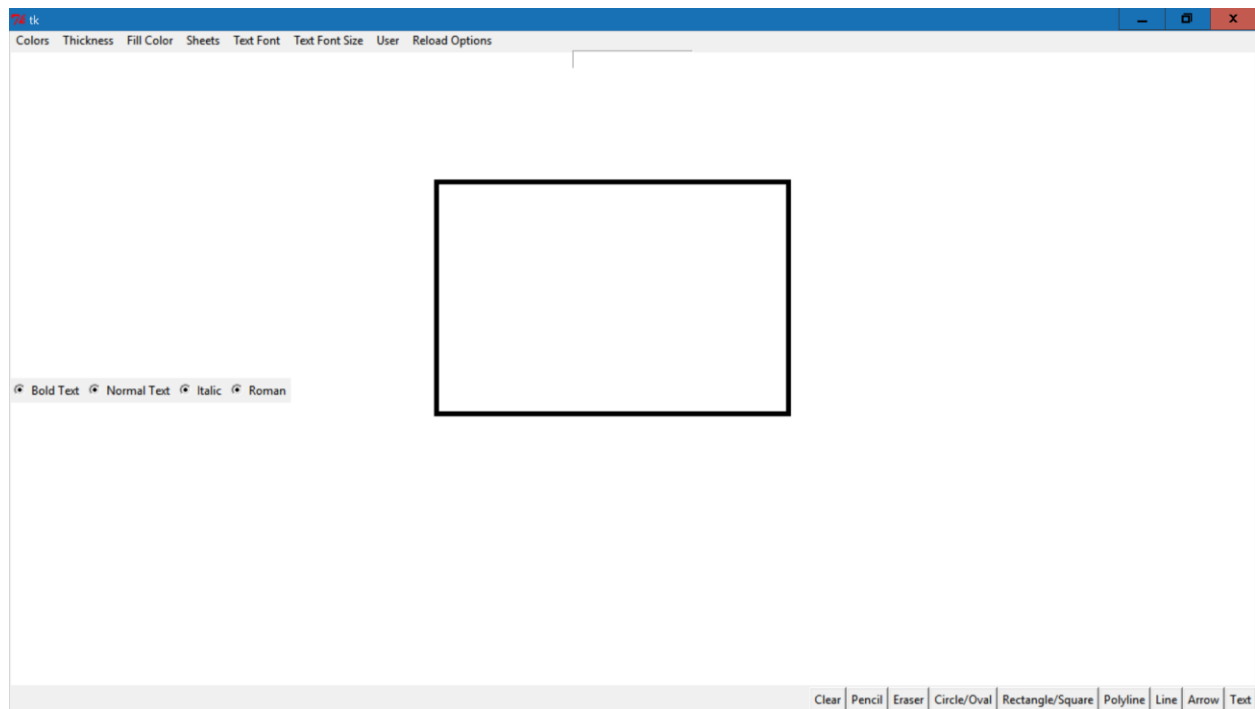 tk
Colors Thickness Fill Color Sheets Text Font Text Font Size User Reload Options
Bold Text Normal Text Italic Roman
Clear Pencil Eraser Circle/Oval Rectangle/Square Polyline Line Arrow Text